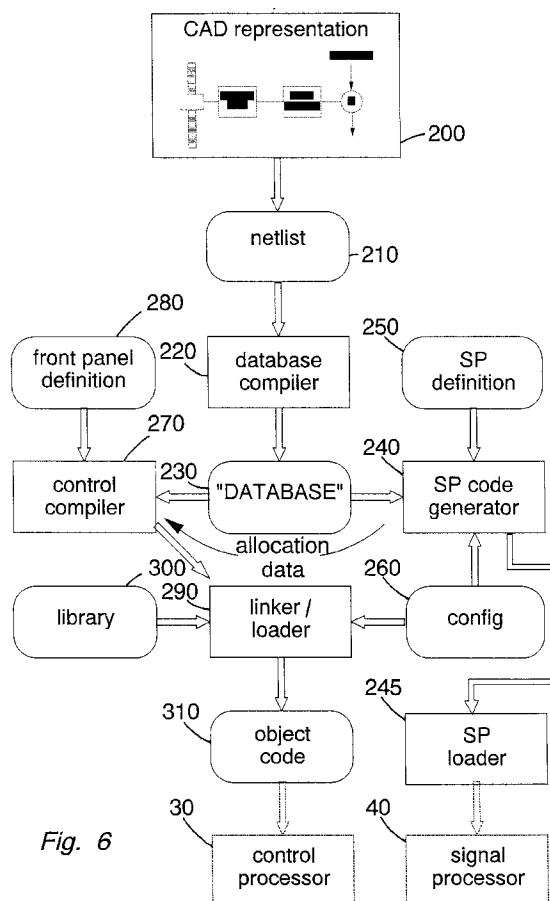 CAD representation
200
netlist
210
280
front panel
definition
220
database
compiler
250
SP
definition
270
control
compiler
230
"DATABASE"
240
SP code
generator
allocation
data
300
library
290
linker /
loader
260
config
310
object
code
245
SP
loader
30
control
processor
40
signal
processor
Fig. 6